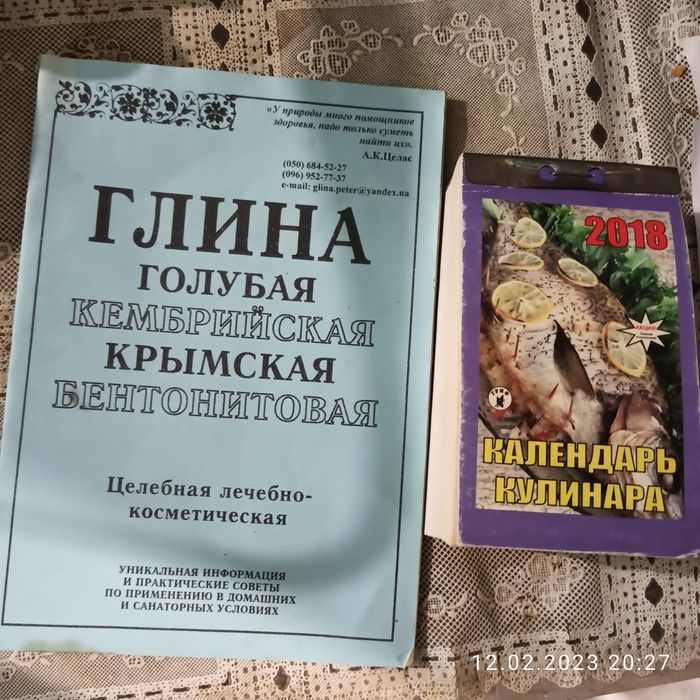 «У природы много помощников
здоровья, надо только суметь
найти их».
А.К.Целас
(050) 684-52-27
(096) 952-77-37
e-mail: glina.peter@yandex.ua
ГЛИНА
ГОЛУБАЯ
КЕМБРИЙСКАЯ
КРЫМСКАЯ
БЕНТОНИТОВАЯ
Целебная лечебно-
косметическая
УНИКАЛЬНАЯ ИНФОРМАЦИЯ
И ПРАКТИЧЕСКИЕ СОВЕТЫ
ПО ПРИМЕНЕНИЮ В ДОМАШНИХ
И САНАТОРНЫХ УСЛОВИЯХ
2018
АКЦИЯ!
КАЛЕНДАРЬ
КУЛИНАРА
12.02.2023 20:27